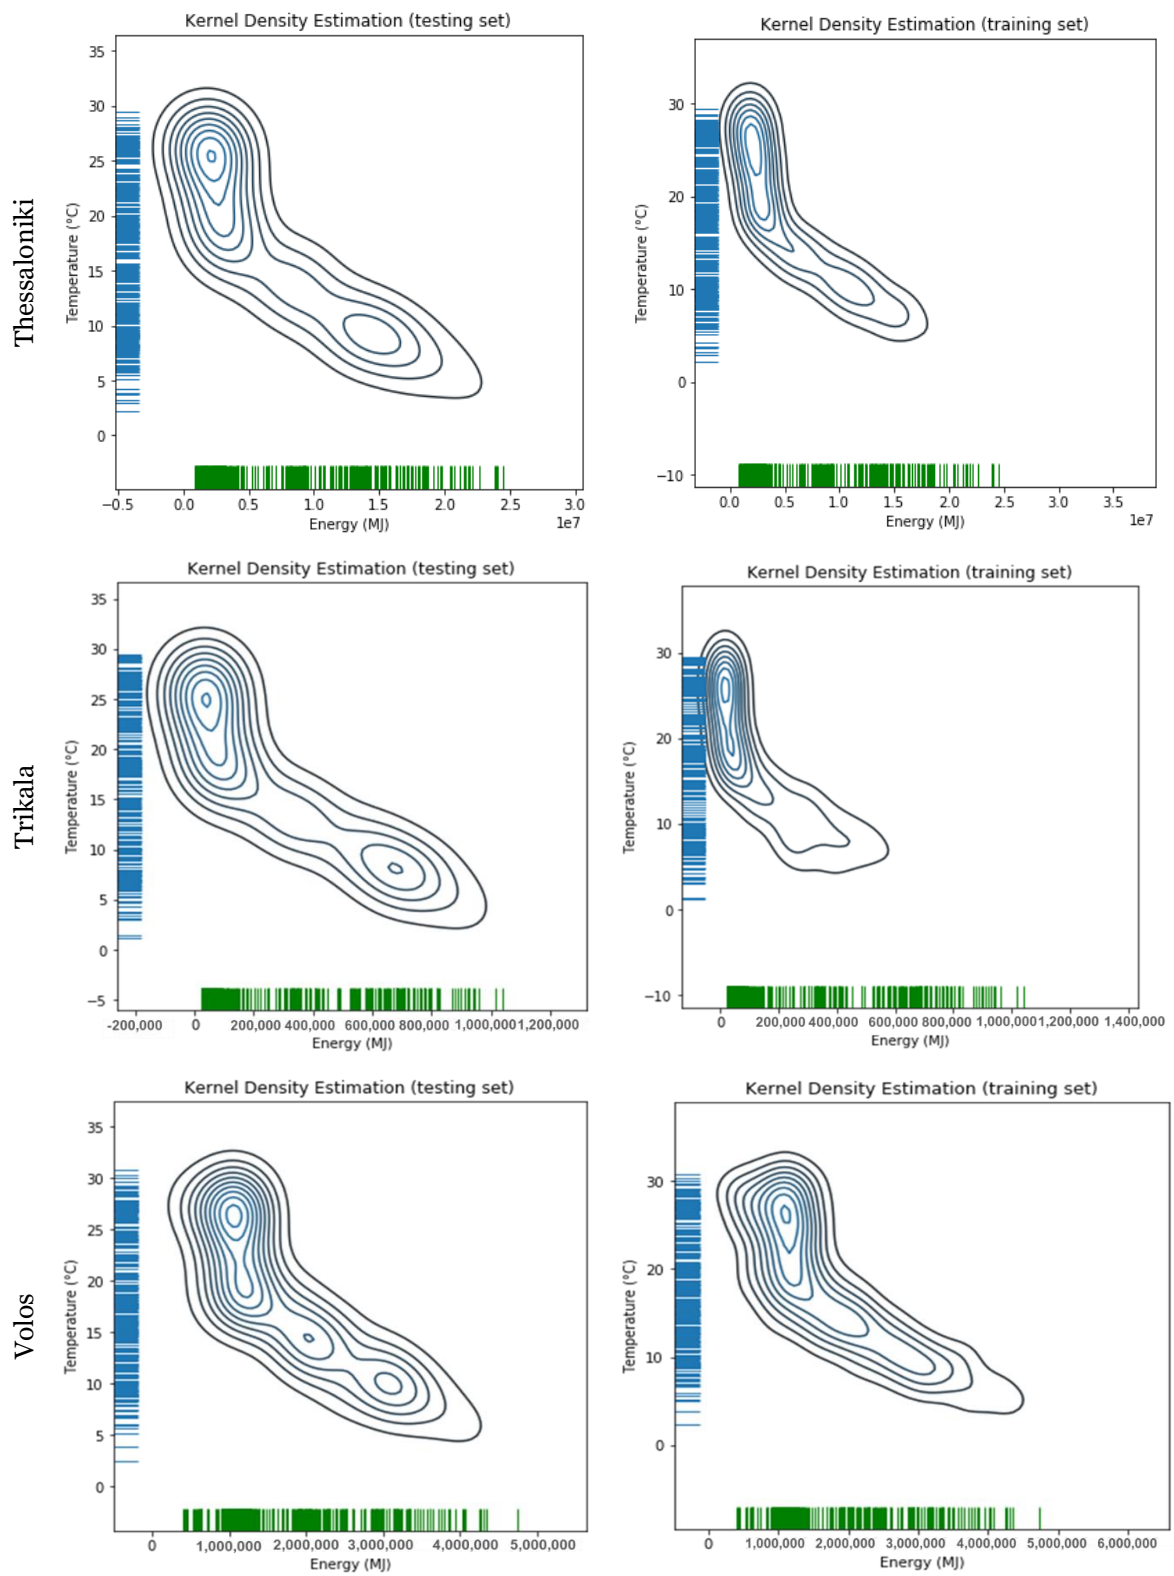 Kernel Density Estimation (testing set)
Kernel Density Estimation (training set)
Thessaloniki
Temperature (°C)
35
30
25
20
15
10
5
0
−0.5 0.0 0.5 1.0 1.5 2.0 2.5 3.0
Energy (MJ)
1e7
Temperature (°C)
30
20
10
0
−10
0.0 0.5 1.0 1.5 2.0 2.5 3.0 3.5
Energy (MJ)
1e7
Kernel Density Estimation (testing set)
Kernel Density Estimation (training set)
Trikala
Temperature (°C)
35
30
25
20
15
10
5
0
−5
-200,000 0 200,000 400,000 600,000 800,000 1,000,000 1,200,000
Energy (MJ)
Temperature (°C)
30
20
10
0
−10
0 200,000 400,000 600,000 800,000 1,000,000 1,200,000 1,400,000
Energy (MJ)
Kernel Density Estimation (testing set)
Kernel Density Estimation (training set)
Volos
Temperature (°C)
35
30
25
20
15
10
5
0
0 1,000,000 2,000,000 3,000,000 4,000,000 5,000,000
Energy (MJ)
Temperature (°C)
30
20
10
0
0 1,000,000 2,000,000 3,000,000 4,000,000 5,000,000 6,000,000
Energy (MJ)